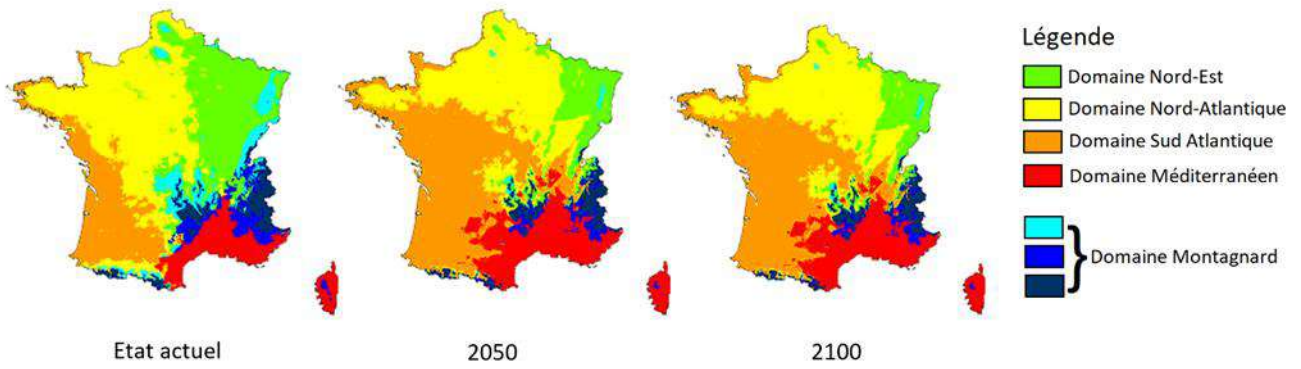 Légende
Domaine Nord-Est
Domaine Nord-Atlantique
Domaine Sud Atlantique
Domaine Méditerranéen
Domaine Montagnard
Etat actuel
2050
2100